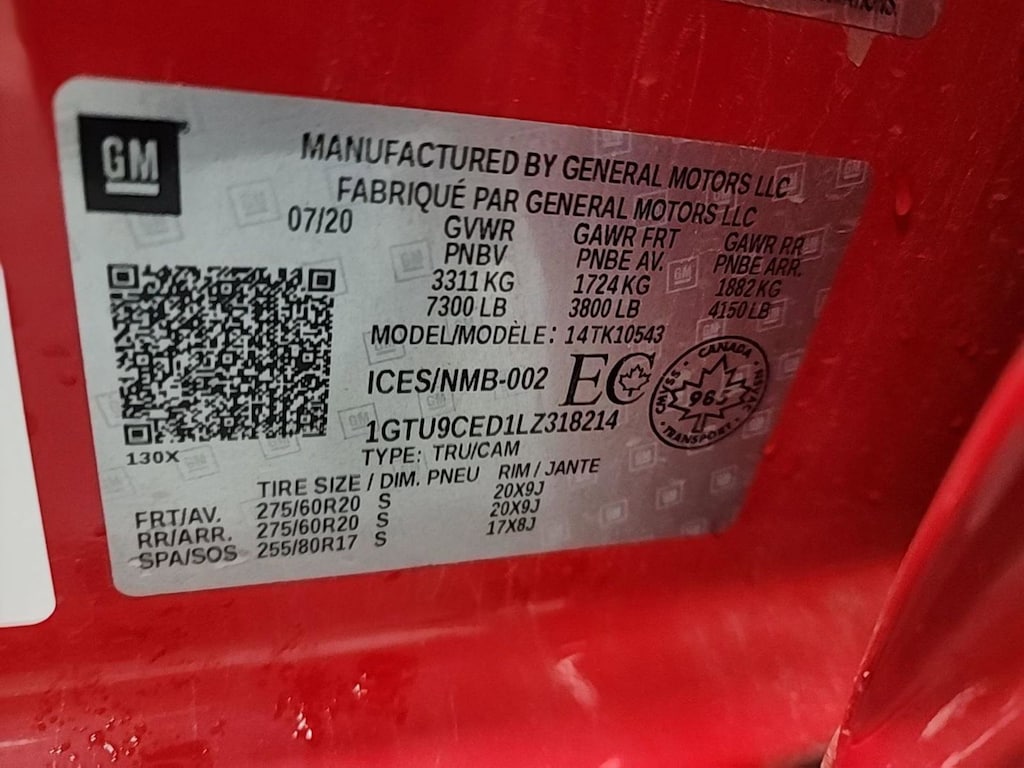 GM
MANUFACTURED BY GENERAL MOTORS LLC
FABRIQUÉ PAR GENERAL MOTORS LLC
07/20 GVWR GAWR FRT GAWR RR
PNBV PNBE AV. PNBE ARR.
3311 KG 1724 KG 1882 KG
7300 LB 3800 LB 4150 LB
MODEL/MODÈLE: 14TK10543
ICES/NMB-002 EC
CANADA
TRANSPORT
1GTU9CED1LZ318214
130X
TYPE: TRU/CAM
TIRE SIZE / DIM. PNEU RIM / JANTE
FRT/AV. 275/60R20 S 20X9J
RR/ARR. 275/60R20 S 20X9J
SPA/SOS 255/80R17 S 17X8J